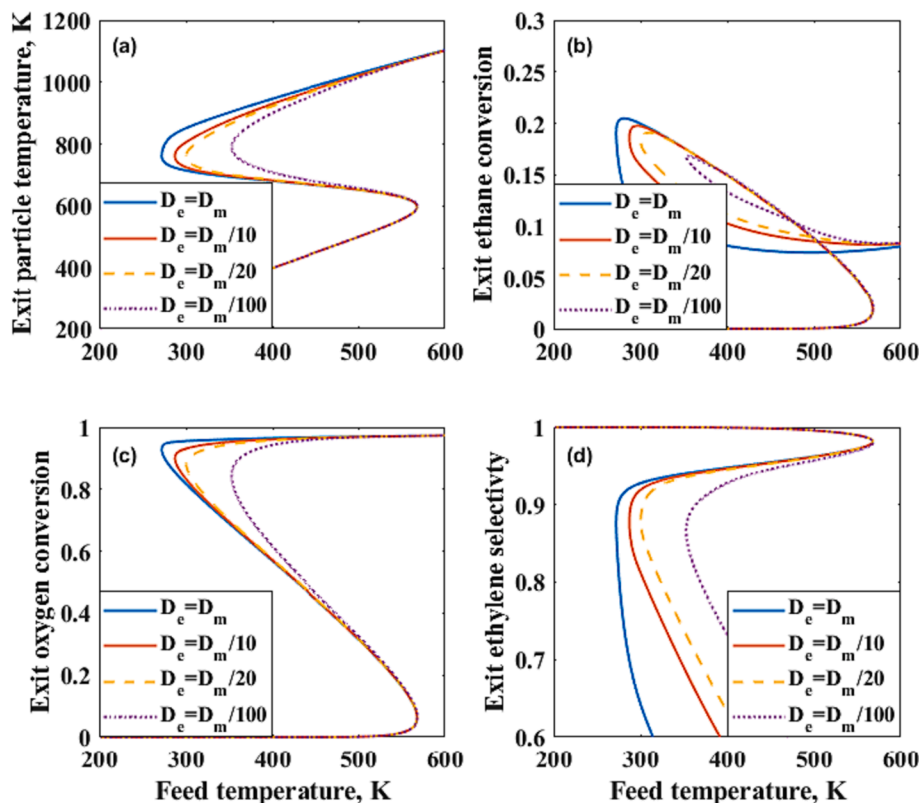 (a)
Exit particle temperature, K
1200
1000
800
600
400
200
200 300 400 500 600
D_e=D_m
D_e=D_m/10
D_e=D_m/20
D_e=D_m/100
(b)
Exit ethane conversion
0.3
0.25
0.2
0.15
0.1
0.05
0
200 300 400 500 600
D_e=D_m
D_e=D_m/10
D_e=D_m/20
D_e=D_m/100
(c)
Exit oxygen conversion
1
0.8
0.6
0.4
0.2
0
200 300 400 500 600
Feed temperature, K
D_e=D_m
D_e=D_m/10
D_e=D_m/20
D_e=D_m/100
(d)
Exit ethylene selectivity
1
0.9
0.8
0.7
0.6
200 300 400 500 600
Feed temperature, K
D_e=D_m
D_e=D_m/10
D_e=D_m/20
D_e=D_m/100